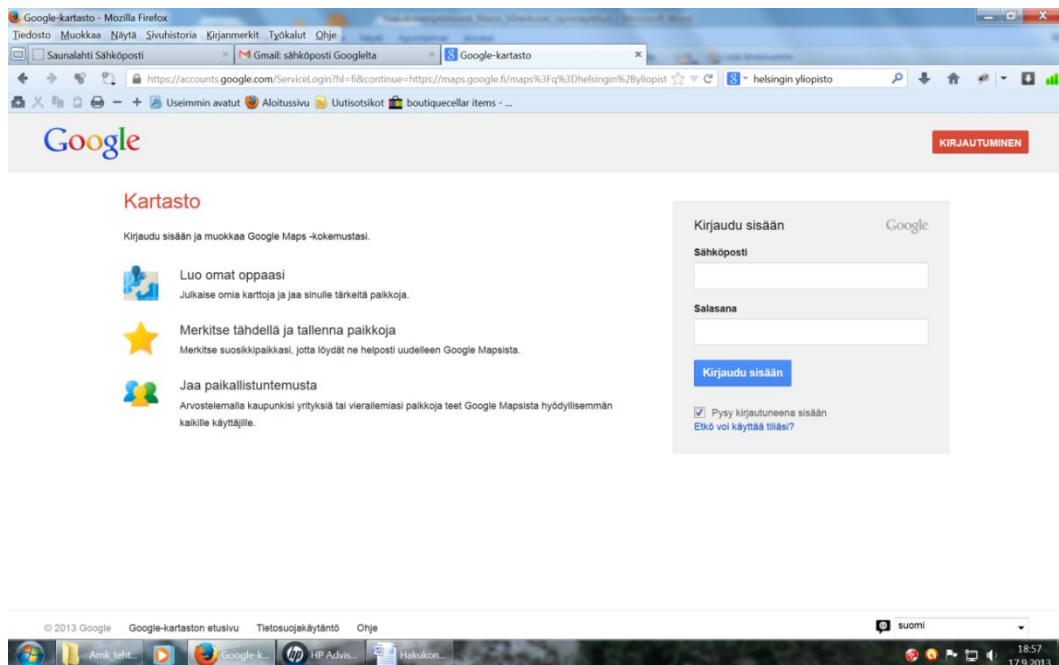 Google-kartasto - Mozilla Firefox
Tiedosto Muokkaa Näytä Sivuhistoria Kirjanmerkit Työkalut Ohje
Saunalahti Sähköposti
Gmail: sähköposti Googlelta
Google-kartasto
https://accounts.google.com/ServiceLogin?hl=fi&continue=https://maps.google.fi/maps%3Fq%3Dhelsingin%2Byliopist
helsingin yliopisto
Useimmin avatut Aloitussivu Uutisotsikot boutiquecellar items - ...
Google
KIRJAUTUMINEN
Kartasto
Kirjaudu sisään ja muokkaa Google Maps -kokemustasi.
Luo omat oppaasi
Julkaise omia karttoja ja jaa sinulle tärkeitä paikkoja.
Merkitse tähdellä ja tallenna paikkoja
Merkitse suosikkipaikkasi, jotta löydät ne helposti uudelleen Google Mapsista.
Jaa paikallistuntemusta
Arvostelemalla kaupunkisi yrityksiä tai vierailemiasi paikkoja teet Google Mapsista hyödyllisemmän
kaikille käyttäjille.
Kirjaudu sisään Google
Sähköposti
Salasana
Kirjaudu sisään
Pysy kirjautuneena sisään
Etkö voi käyttää tiliäsi?
© 2013 Google Google-kartaston etusivu Tietosuojakäytäntö Ohje
suomi
Amk_teht... Google-k... HP Advis... Hakukon...
18:57
17.9.2013